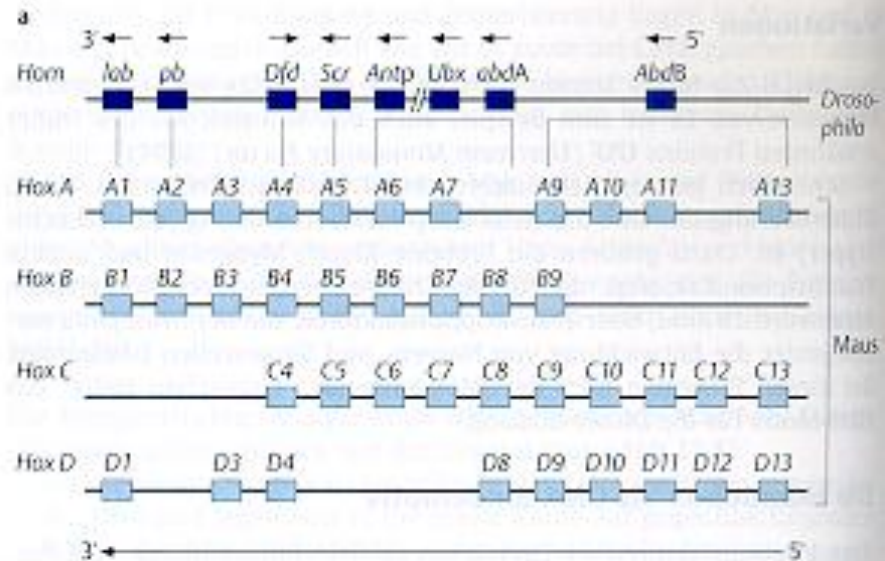 a
3' 5'
Hom lab pb Dfd Scr Antp Ubx abdA AbdB
//
Droso-
phila
Hox A A1 A2 A3 A4 A5 A6 A7 A9 A10 A11 A13
Hox B B1 B2 B3 B4 B5 B6 B7 B8 B9
Maus
Hox C C4 C5 C6 C7 C8 C9 C10 C11 C12 C13
Hox D D1 D3 D4 D8 D9 D10 D11 D12 D13
3' 5'